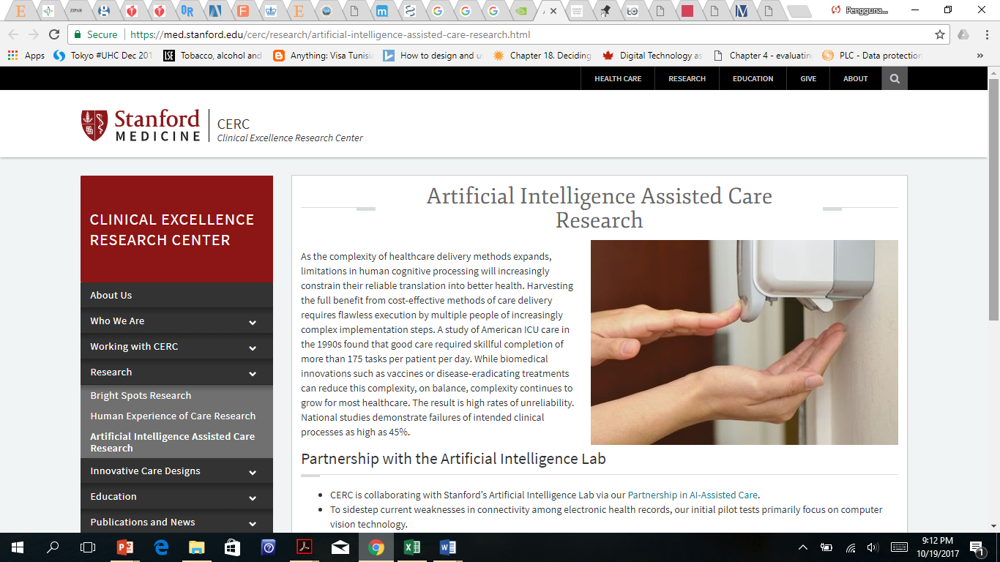 ZIPAR
Pengguna...
Secure
https://med.stanford.edu/cerc/research/artificial-intelligence-assisted-care-research.html
Apps
Tokyo #UHC Dec 201
LSE
Tobacco, alcohol and
Anything: Visa Tunisia
How to design and u
Chapter 18. Deciding
Digital Technology as
Chapter 4 - evaluatin
PLC - Data protection
HEALTH CARE
RESEARCH
EDUCATION
GIVE
ABOUT
Stanford
MEDICINE
CERC
Clinical Excellence Research Center
CLINICAL EXCELLENCE
RESEARCH CENTER
About Us
Who We Are
Working with CERC
Research
Bright Spots Research
Human Experience of Care Research
Artificial Intelligence Assisted Care
Research
Innovative Care Designs
Education
Publications and News
Artificial Intelligence Assisted Care
Research
As the complexity of healthcare delivery methods expands,
limitations in human cognitive processing will increasingly
constrain their reliable translation into better health. Harvesting
the full benefit from cost-effective methods of care delivery
requires flawless execution by multiple people of increasingly
complex implementation steps. A study of American ICU care in
the 1990s found that good care required skillful completion of
more than 175 tasks per patient per day. While biomedical
innovations such as vaccines or disease-eradicating treatments
can reduce this complexity, on balance, complexity continues to
grow for most healthcare. The result is high rates of unreliability.
National studies demonstrate failures of intended clinical
processes as high as 45%.
Partnership with the Artificial Intelligence Lab
CERC is collaborating with Stanford's Artificial Intelligence Lab via our Partnership in AI-Assisted Care.
To sidestep current weaknesses in connectivity among electronic health records, our initial pilot tests primarily focus on computer
vision technology.
9:12 PM
10/19/2017
1